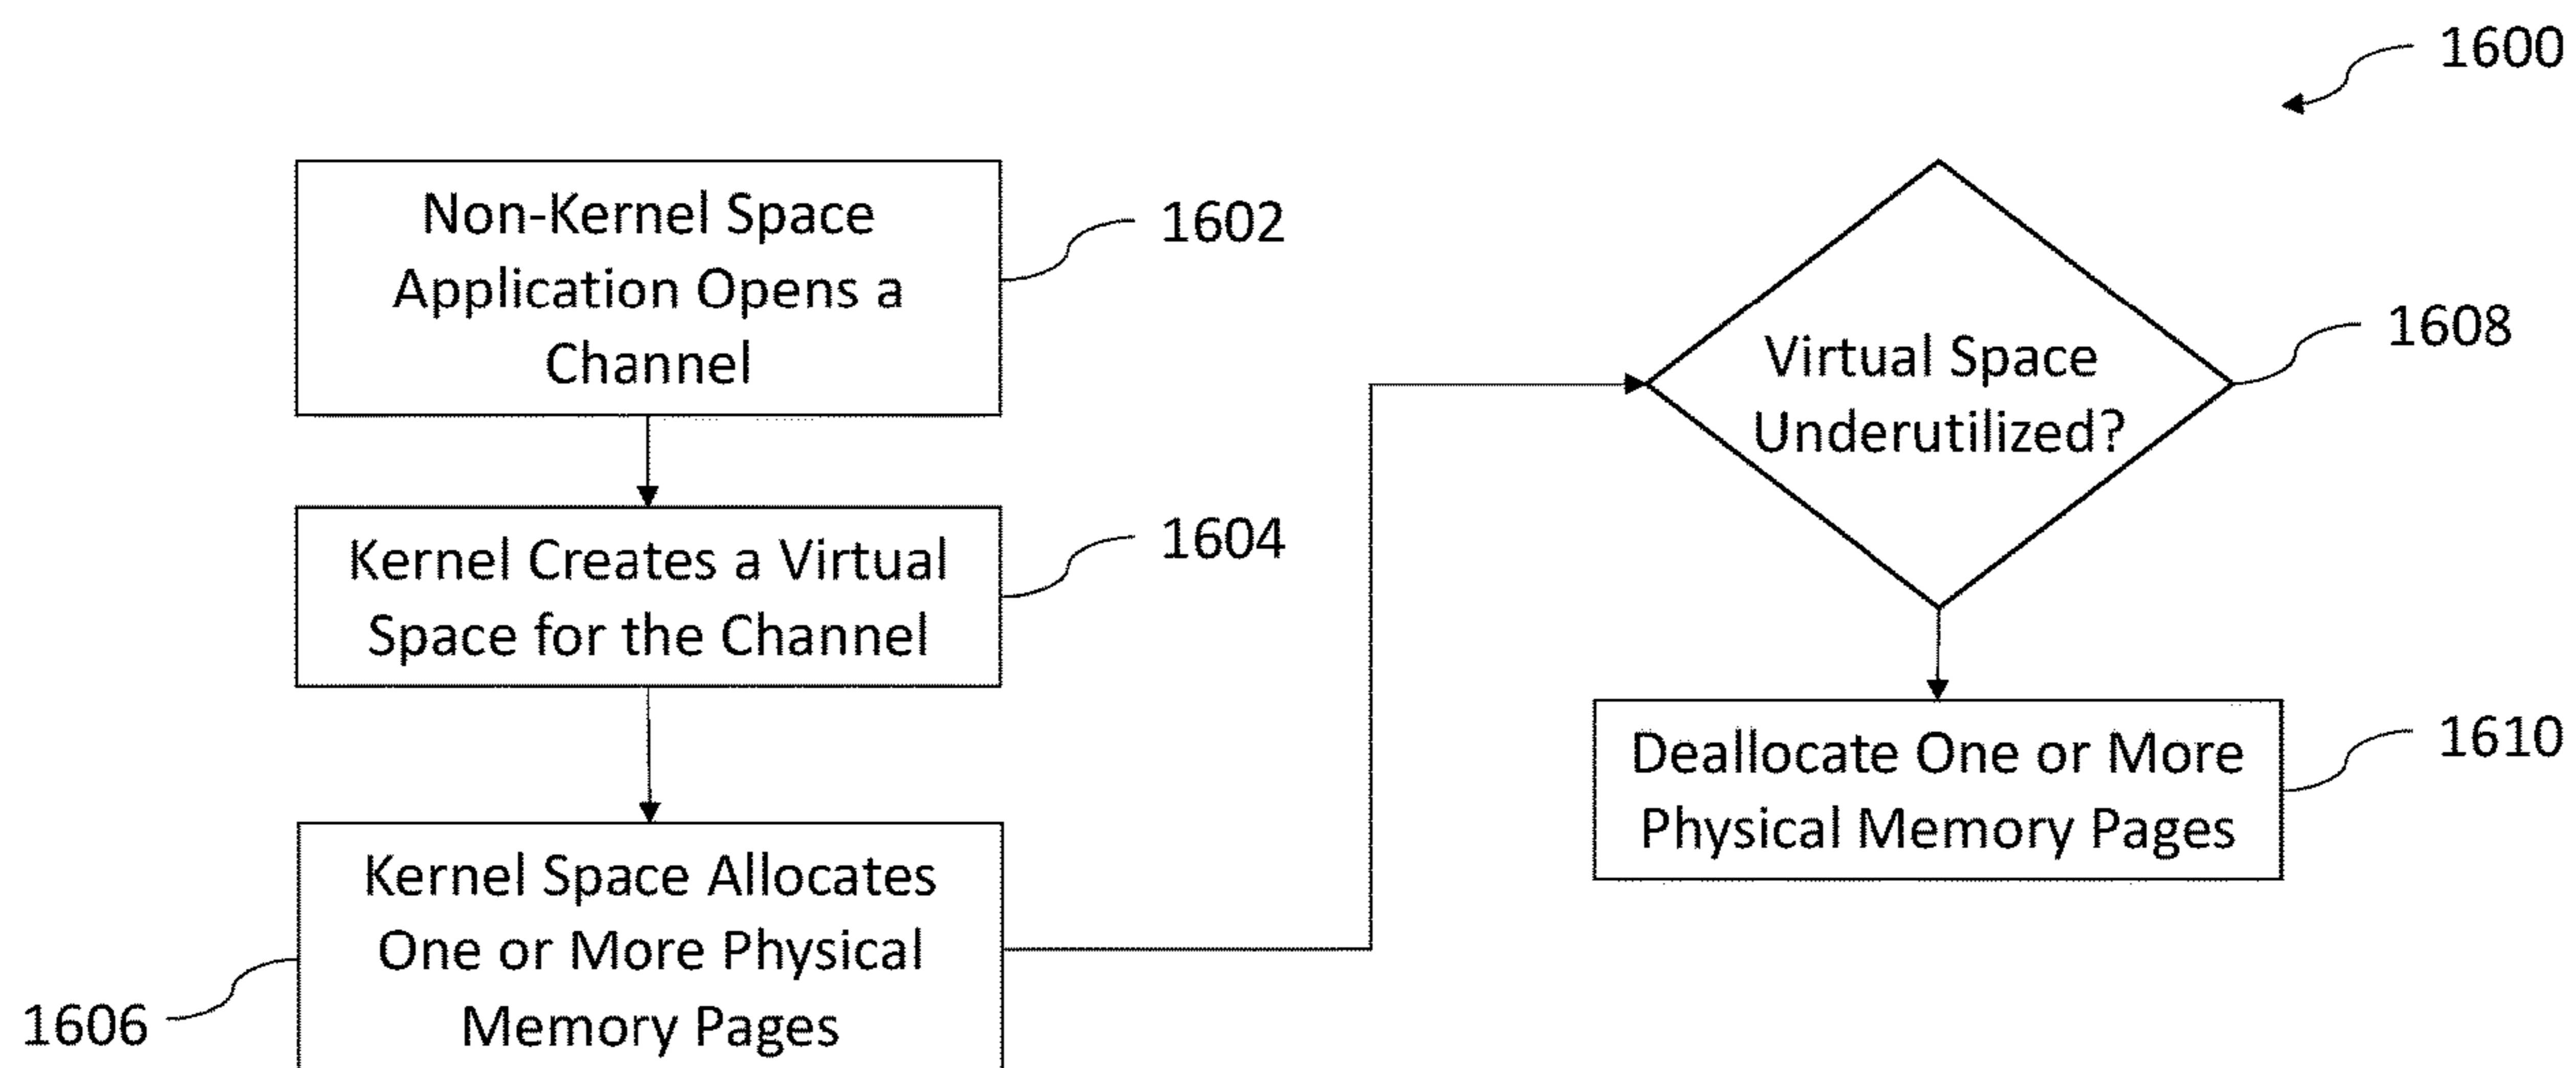 1600
Non-Kernel Space
Application Opens a
Channel
1602
Kernel Creates a Virtual
Space for the Channel
1604
Kernel Space Allocates
One or More Physical
Memory Pages
1606
Virtual Space
Underutilized?
1608
Deallocate One or More
Physical Memory Pages
1610